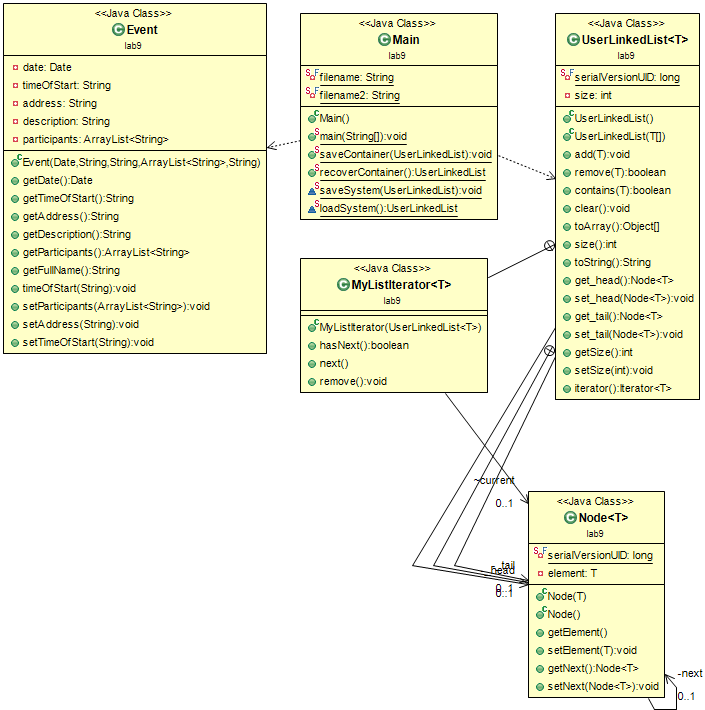 <<Java Class>>
Event
lab9
date: Date
timeOfStart: String
address: String
description: String
participants: ArrayList<String>
Event(Date,String,String,ArrayList<String>,String)
getDate():Date
getTimeOfStart():String
getAddress():String
getDescription():String
getParticipants():ArrayList<String>
getFullName():String
timeOfStart(String):void
setParticipants(ArrayList<String>):void
setAddress(String):void
setTimeOfStart(String):void
<<Java Class>>
Main
lab9
filename: String
filename2: String
Main()
main(String[]):void
saveContainer(UserLinkedList):void
recoverContainer():UserLinkedList
saveSystem(UserLinkedList):void
loadSystem():UserLinkedList
<<Java Class>>
UserLinkedList<T>
lab9
serialVersionUID: long
size: int
UserLinkedList()
UserLinkedList(T[])
add(T):void
remove(T):boolean
contains(T):boolean
clear():void
toArray():Object[]
size():int
toString():String
get_head():Node<T>
set_head(Node<T>):void
get_tail():Node<T>
set_tail(Node<T>):void
getSize():int
setSize(int):void
iterator():Iterator<T>
<<Java Class>>
MyListIterator<T>
lab9
MyListIterator(UserLinkedList<T>)
hasNext():boolean
next()
remove():void
~current
0..1
-_tail
0..1
head
0..1
<<Java Class>>
Node<T>
lab9
serialVersionUID: long
element: T
Node(T)
Node()
getElement()
setElement(T):void
getNext():Node<T>
setNext(Node<T>):void
-next
0..1